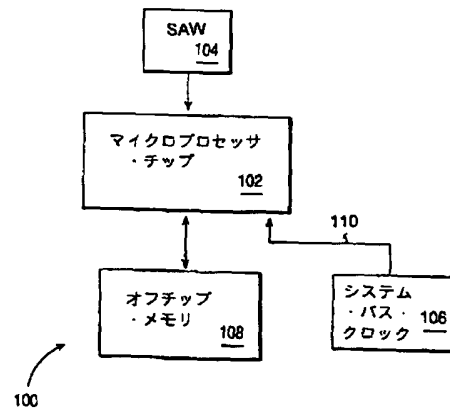 SAW
104
マイクロプロセッサ
・チップ
102
110
オフチップ
・メモリ
108
システム
・バス・
クロック
106
100